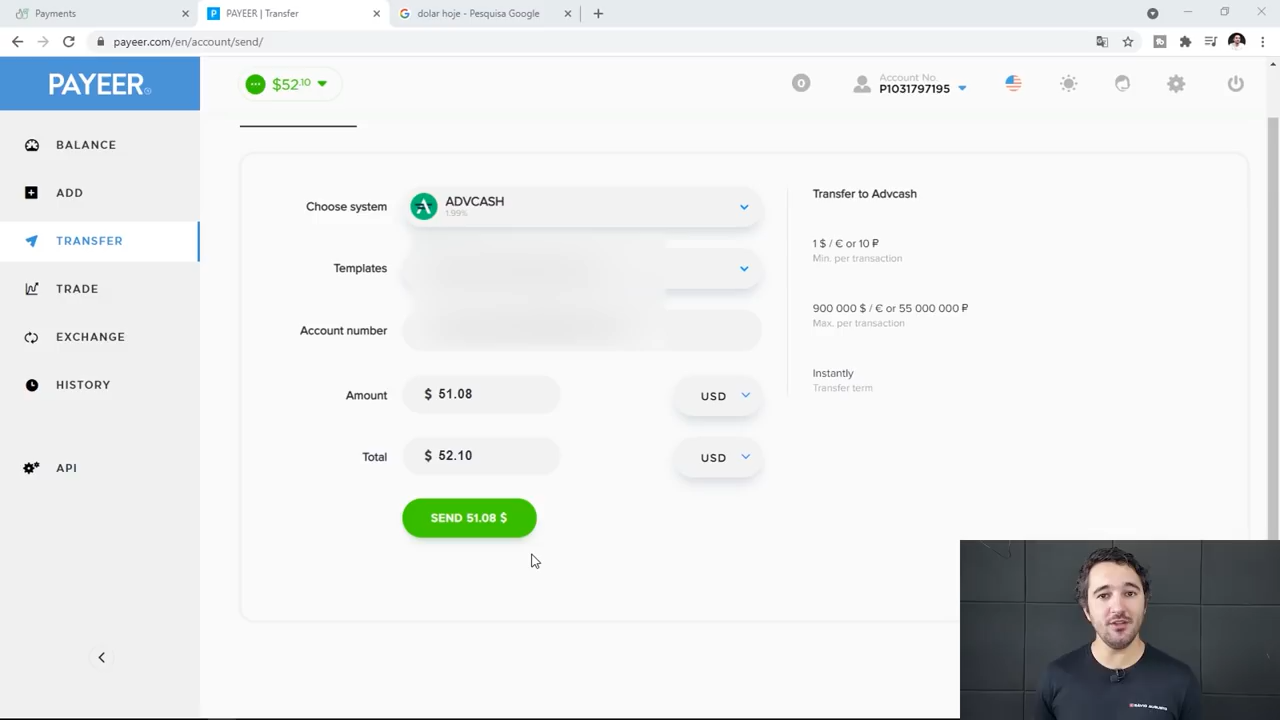 Payments
PAYEER | Transfer
dolar hoje - Pesquisa Google
payeer.com/en/account/send/
PAYEER
$52.10
0
Account No.
P1031797195
BALANCE
ADD
TRANSFER
TRADE
EXCHANGE
HISTORY
API
Choose system
ADVCASH
1.99%
Templates
Account number
Amount
$ 51.08
USD
Total
$ 52.10
USD
SEND 51.08 $
Transfer to Advcash
1 $ / € or 10 ₽
Min. per transaction
900 000 $ / € or 55 000 000 ₽
Max. per transaction
Instantly
Transfer term